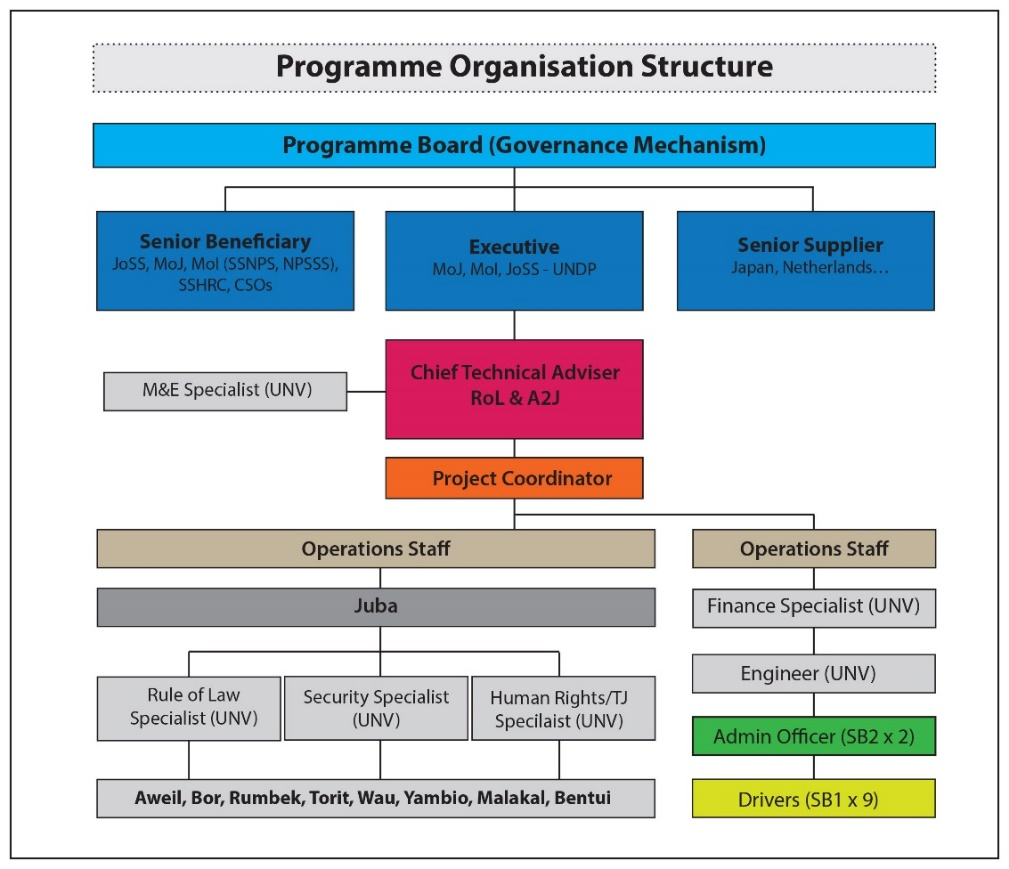 Programme Organisation Structure
Programme Board (Governance Mechanism)
Senior Beneficiary
JoSS, MoJ, MoI (SSNPS, NPSSS),
SSHRC, CSOs
Executive
MoJ, MoI, JoSS - UNDP
Senior Supplier
Japan, Netherlands…
M&E Specialist (UNV)
Chief Technical Adviser
RoL & A2J
Project Coordinator
Operations Staff
Juba
Rule of Law
Specialist (UNV)
Security Specialist
(UNV)
Human Rights/TJ
Specilaist (UNV)
Aweil, Bor, Rumbek, Torit, Wau, Yambio, Malakal, Bentui
Operations Staff
Finance Specialist (UNV)
Engineer (UNV)
Admin Officer (SB2 x 2)
Drivers (SB1 x 9)